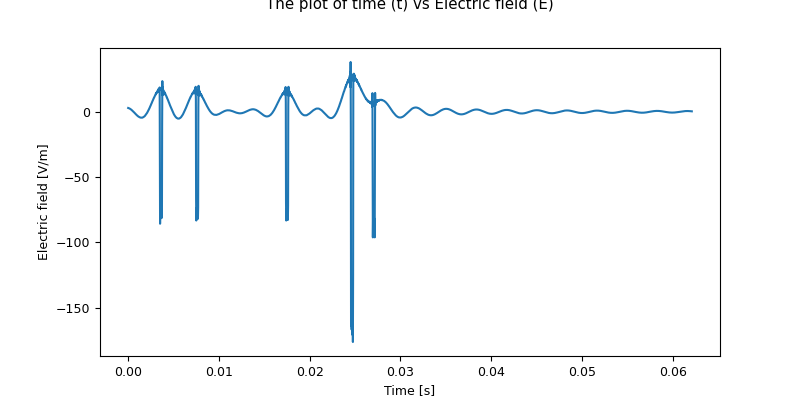 The plot of time (t) vs Electric field (E)
Electric field [V/m]
0
−50
−100
−150
0.00 0.01 0.02 0.03 0.04 0.05 0.06
Time [s]